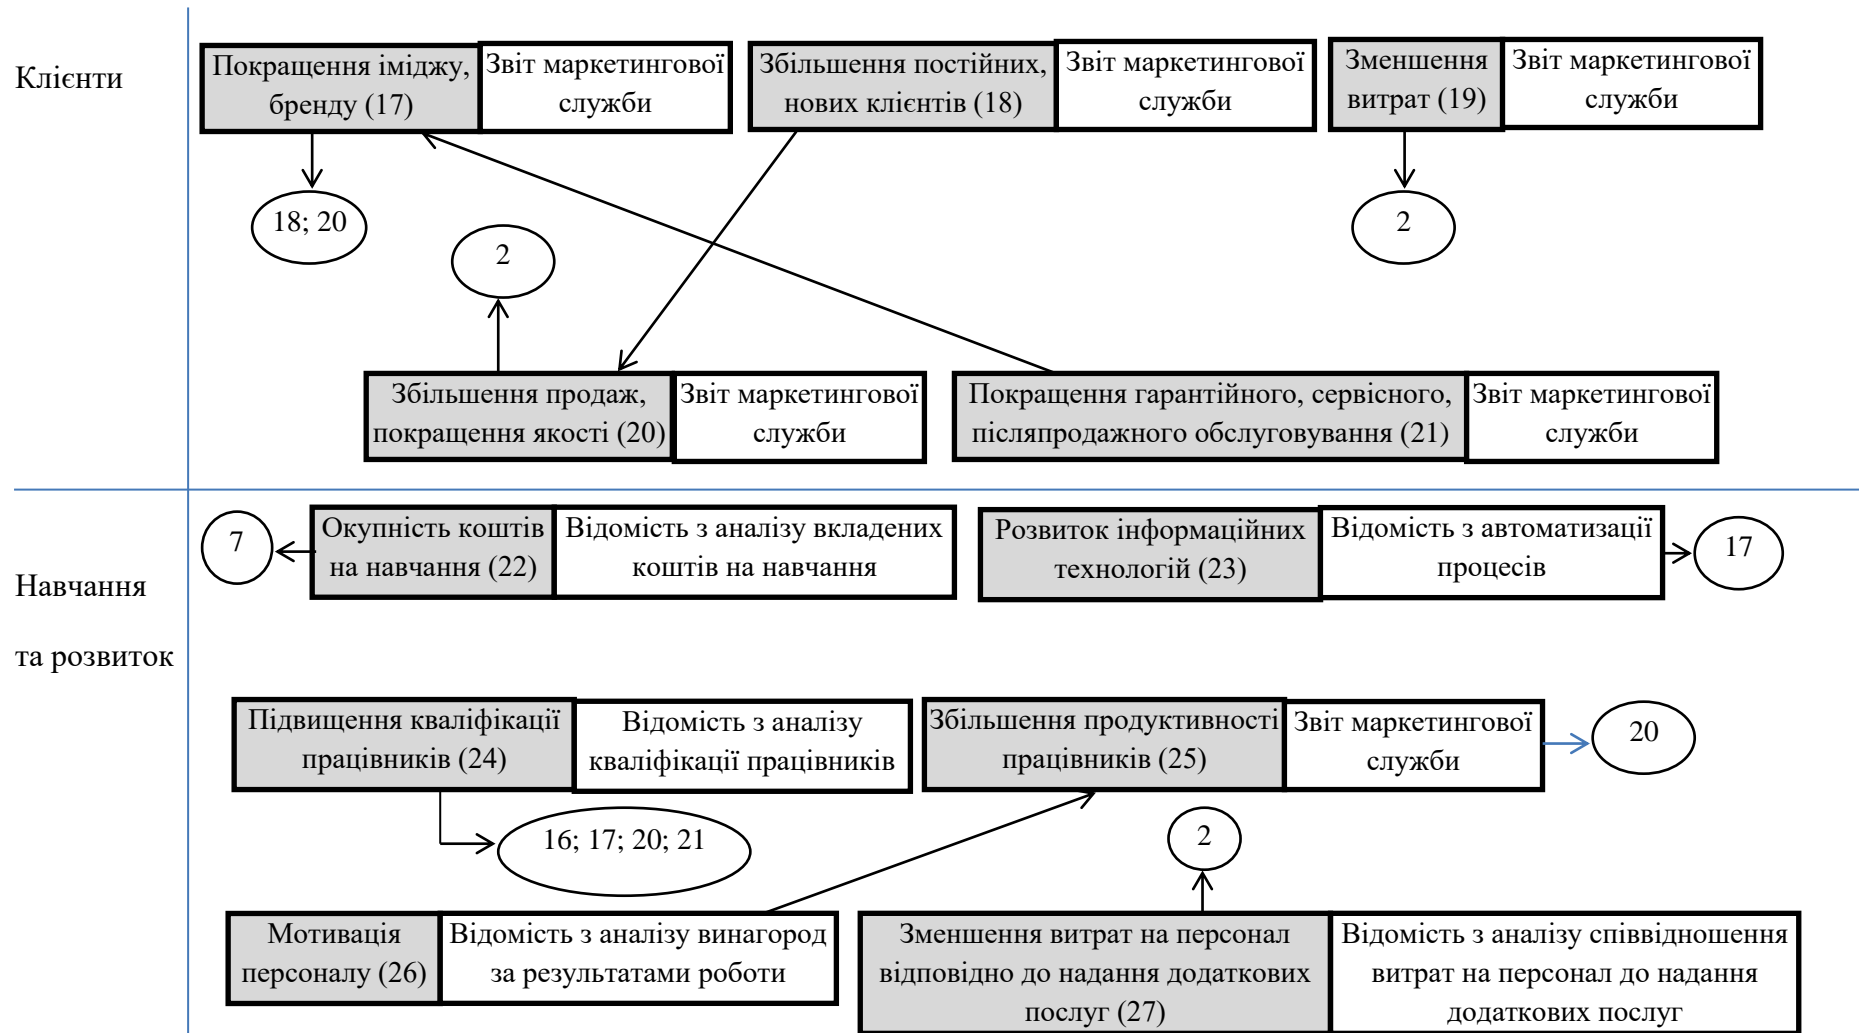 Клієнти
Покращення іміджу,
бренду (17)
Звіт маркетингової
служби
Збільшення постійних,
нових клієнтів (18)
Звіт маркетингової
служби
Зменшення
витрат (19)
Звіт маркетингової
служби
18; 20
2
2
Збільшення продаж,
покращення якості (20)
Звіт маркетингової
служби
Покращення гарантійного, сервісного,
післяпродажного обслуговування (21)
Звіт маркетингової
служби
Навчання
та розвиток
7
Окупність коштів
на навчання (22)
Відомість з аналізу вкладених
коштів на навчання
Розвиток інформаційних
технологій (23)
Відомість з автоматизації
процесів
17
Підвищення кваліфікації
працівників (24)
Відомість з аналізу
кваліфікації працівників
Збільшення продуктивності
працівників (25)
Звіт маркетингової
служби
20
16; 17; 20; 21
2
Мотивація
персоналу (26)
Відомість з аналізу винагород
за результатами роботи
Зменшення витрат на персонал
відповідно до надання додаткових
послуг (27)
Відомість з аналізу співвідношення
витрат на персонал до надання
додаткових послуг